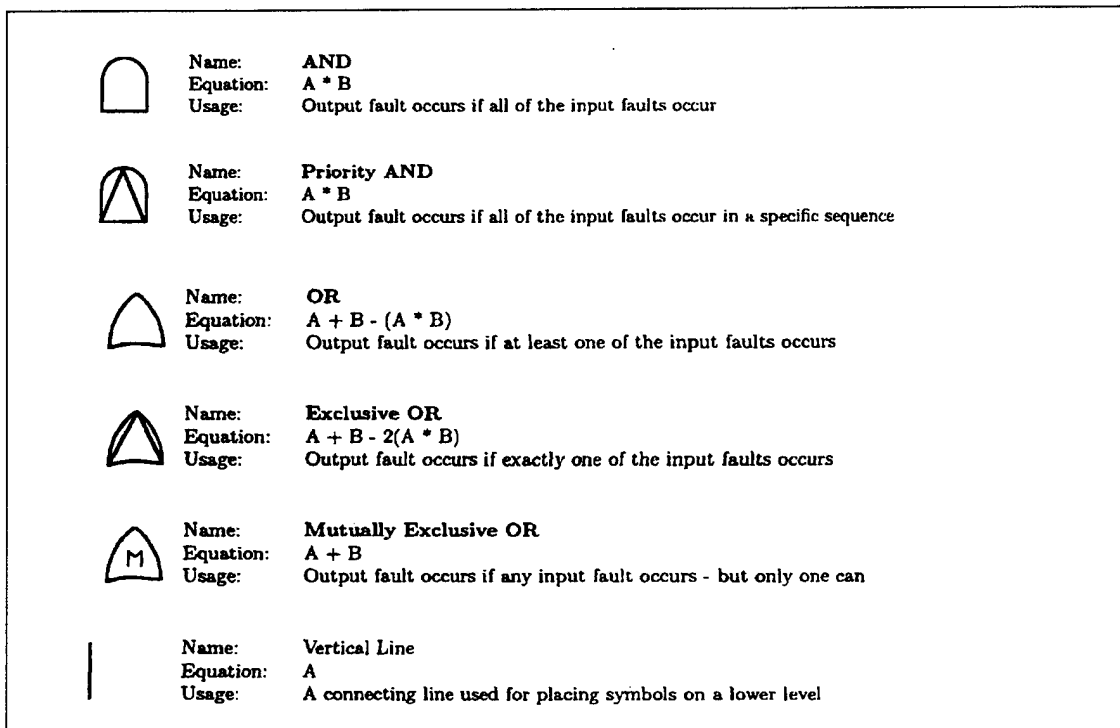 Name: AND
Equation: A * B
Usage: Output fault occurs if all of the input faults occur
Name: Priority AND
Equation: A * B
Usage: Output fault occurs if all of the input faults occur in a specific sequence
Name: OR
Equation: A + B - (A * B)
Usage: Output fault occurs if at least one of the input faults occurs
Name: Exclusive OR
Equation: A + B - 2(A * B)
Usage: Output fault occurs if exactly one of the input faults occurs
M
Name: Mutually Exclusive OR
Equation: A + B
Usage: Output fault occurs if any input fault occurs - but only one can
Name: Vertical Line
Equation: A
Usage: A connecting line used for placing symbols on a lower level